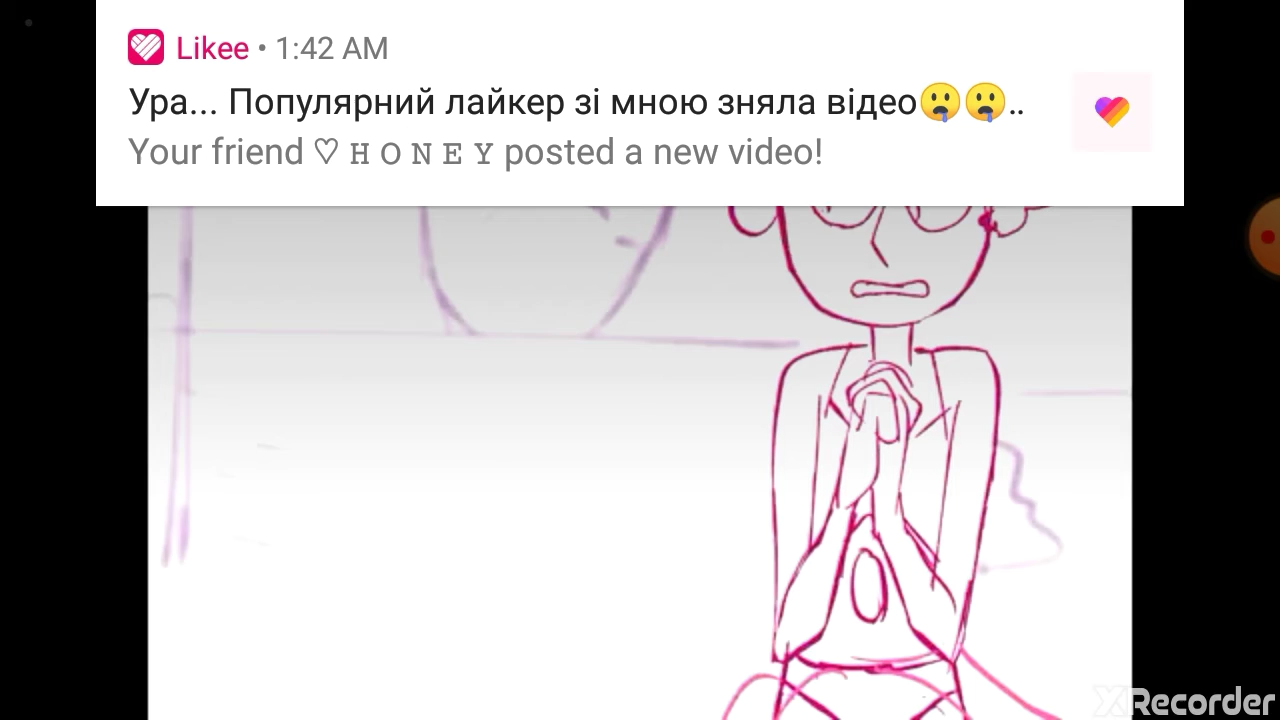 Likee • 1:42 AM
Ура... Популярний лайкер зі мною зняла відео😲😲..
Your friend ♡ H O N E Y posted a new video!
XRecorder